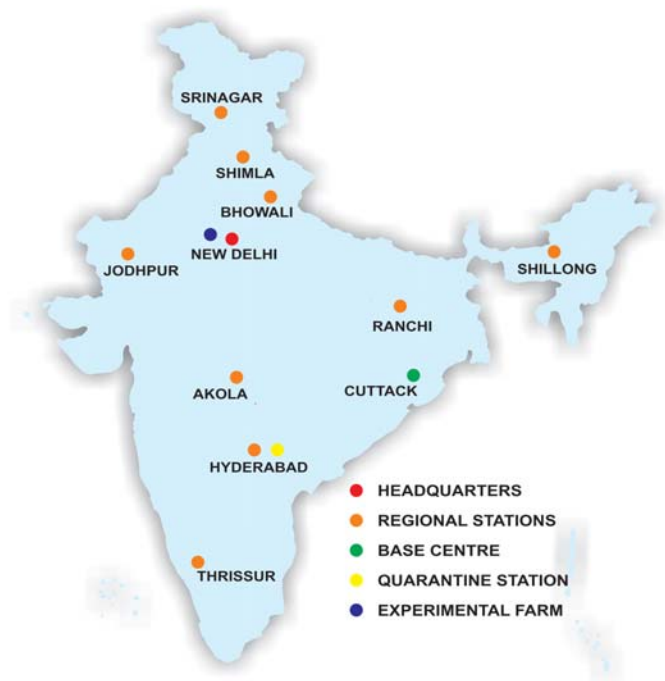 SRINAGAR
SHIMLA
BHOWALI
NEW DELHI
JODHPUR
SHILLONG
RANCHI
AKOLA
CUTTACK
HYDERABAD
THRISSUR
HEADQUARTERS
REGIONAL STATIONS
BASE CENTRE
QUARANTINE STATION
EXPERIMENTAL FARM